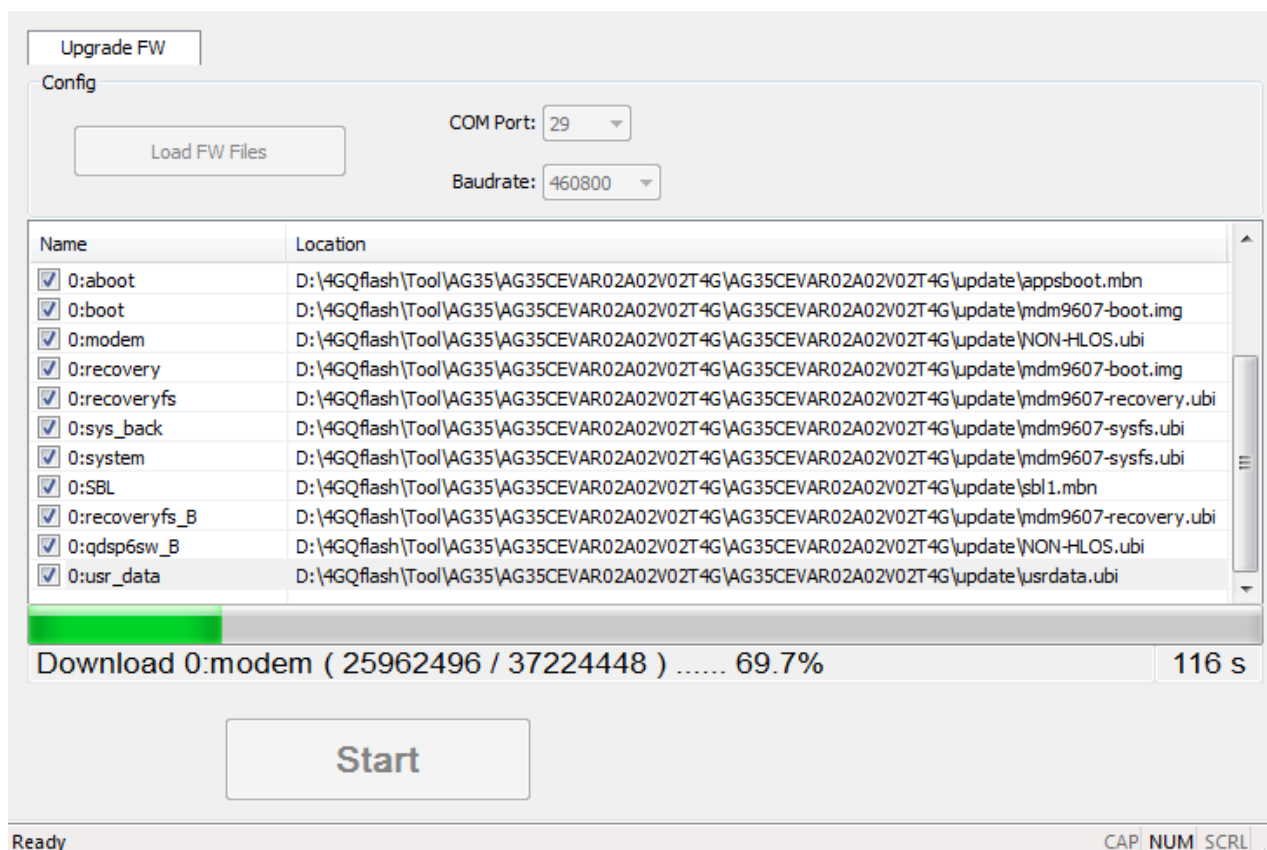 Upgrade FW
Config
Load FW Files
COM Port: 29
Baudrate: 460800
Name Location
0:aboot D:\4GQflash\Tool\AG35\AG35CEVAR02A02V02T4G\AG35CEVAR02A02V02T4G\update\appsboot.mbn
0:boot D:\4GQflash\Tool\AG35\AG35CEVAR02A02V02T4G\AG35CEVAR02A02V02T4G\update\mdm9607-boot.img
0:modem D:\4GQflash\Tool\AG35\AG35CEVAR02A02V02T4G\AG35CEVAR02A02V02T4G\update\NON-HLOS.ubi
0:recovery D:\4GQflash\Tool\AG35\AG35CEVAR02A02V02T4G\AG35CEVAR02A02V02T4G\update\mdm9607-boot.img
0:recoveryfs D:\4GQflash\Tool\AG35\AG35CEVAR02A02V02T4G\AG35CEVAR02A02V02T4G\update\mdm9607-recovery.ubi
0:sys_back D:\4GQflash\Tool\AG35\AG35CEVAR02A02V02T4G\AG35CEVAR02A02V02T4G\update\mdm9607-sysfs.ubi
0:system D:\4GQflash\Tool\AG35\AG35CEVAR02A02V02T4G\AG35CEVAR02A02V02T4G\update\mdm9607-sysfs.ubi
0:SBL D:\4GQflash\Tool\AG35\AG35CEVAR02A02V02T4G\AG35CEVAR02A02V02T4G\update\sbl1.mbn
0:recoveryfs_B D:\4GQflash\Tool\AG35\AG35CEVAR02A02V02T4G\AG35CEVAR02A02V02T4G\update\mdm9607-recovery.ubi
0:qdsp6sw_B D:\4GQflash\Tool\AG35\AG35CEVAR02A02V02T4G\AG35CEVAR02A02V02T4G\update\NON-HLOS.ubi
0:usr_data D:\4GQflash\Tool\AG35\AG35CEVAR02A02V02T4G\AG35CEVAR02A02V02T4G\update\usrdata.ubi
Download 0:modem ( 25962496 / 37224448 ) ...... 69.7% 116 s
Start
Ready CAP NUM SCRL